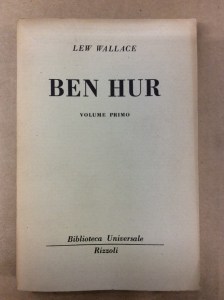 LEW WALLACE
BEN HUR
VOLUME PRIMO
Biblioteca Universale
Rizzoli